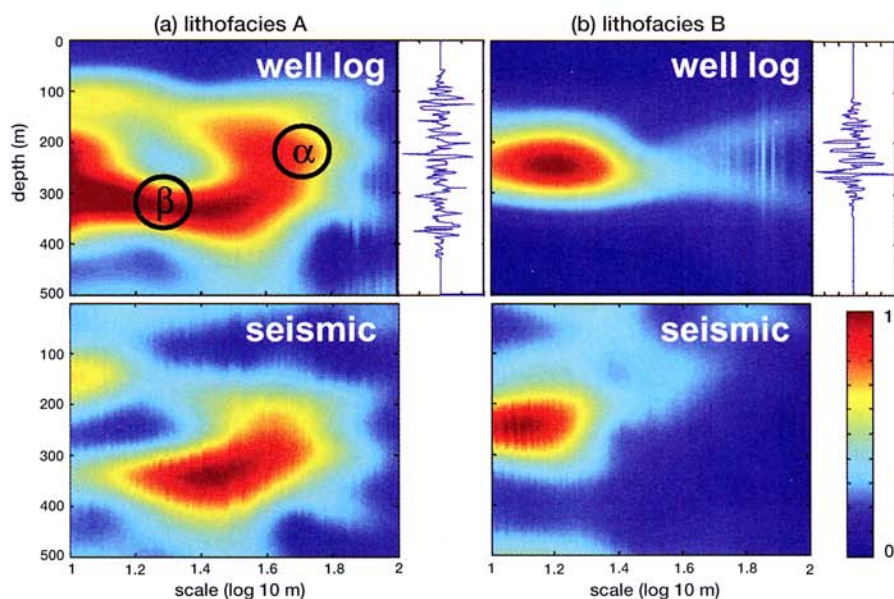 (a) lithofacies A
(b) lithofacies B
0
100
200
300
400
500
depth (m)
well log
α
β
well log
0
100
200
300
400
500
depth (m)
seismic
seismic
1
0
1 1.2 1.4 1.6 1.8 2
scale (log 10 m)
1 1.2 1.4 1.6 1.8 2
scale (log 10 m)